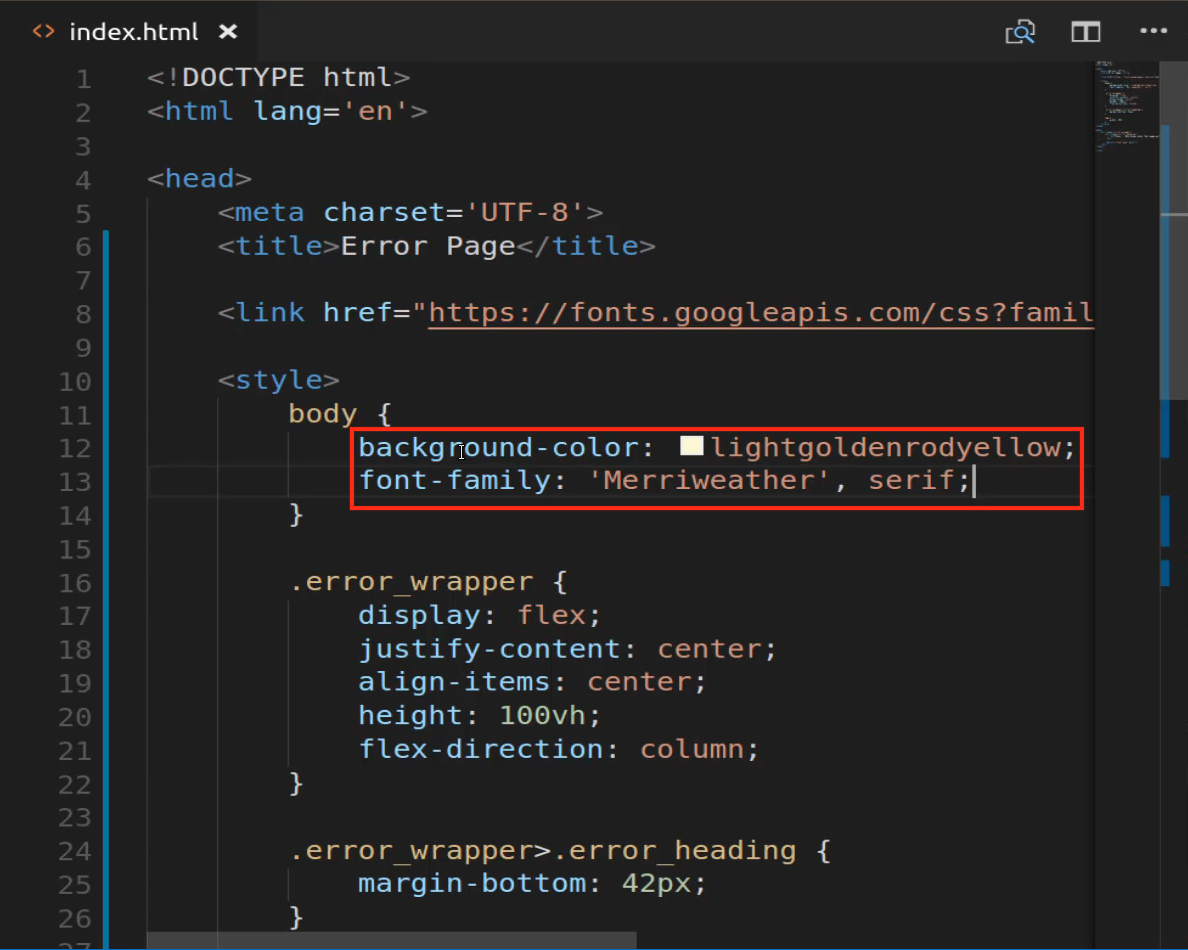 index.html
1 <!DOCTYPE html>
2 <html lang='en'>
3
4 <head>
5 <meta charset='UTF-8'>
6 <title>Error Page</title>
7
8 <link href="https://fonts.googleapis.com/css?famil
9
10 <style>
11 body {
12 background-color: lightgoldenrodyellow;
13 font-family: 'Merriweather', serif;
14 }
15
16 .error_wrapper {
17 display: flex;
18 justify-content: center;
19 align-items: center;
20 height: 100vh;
21 flex-direction: column;
22 }
23
24 .error_wrapper>.error_heading {
25 margin-bottom: 42px;
26 }
27